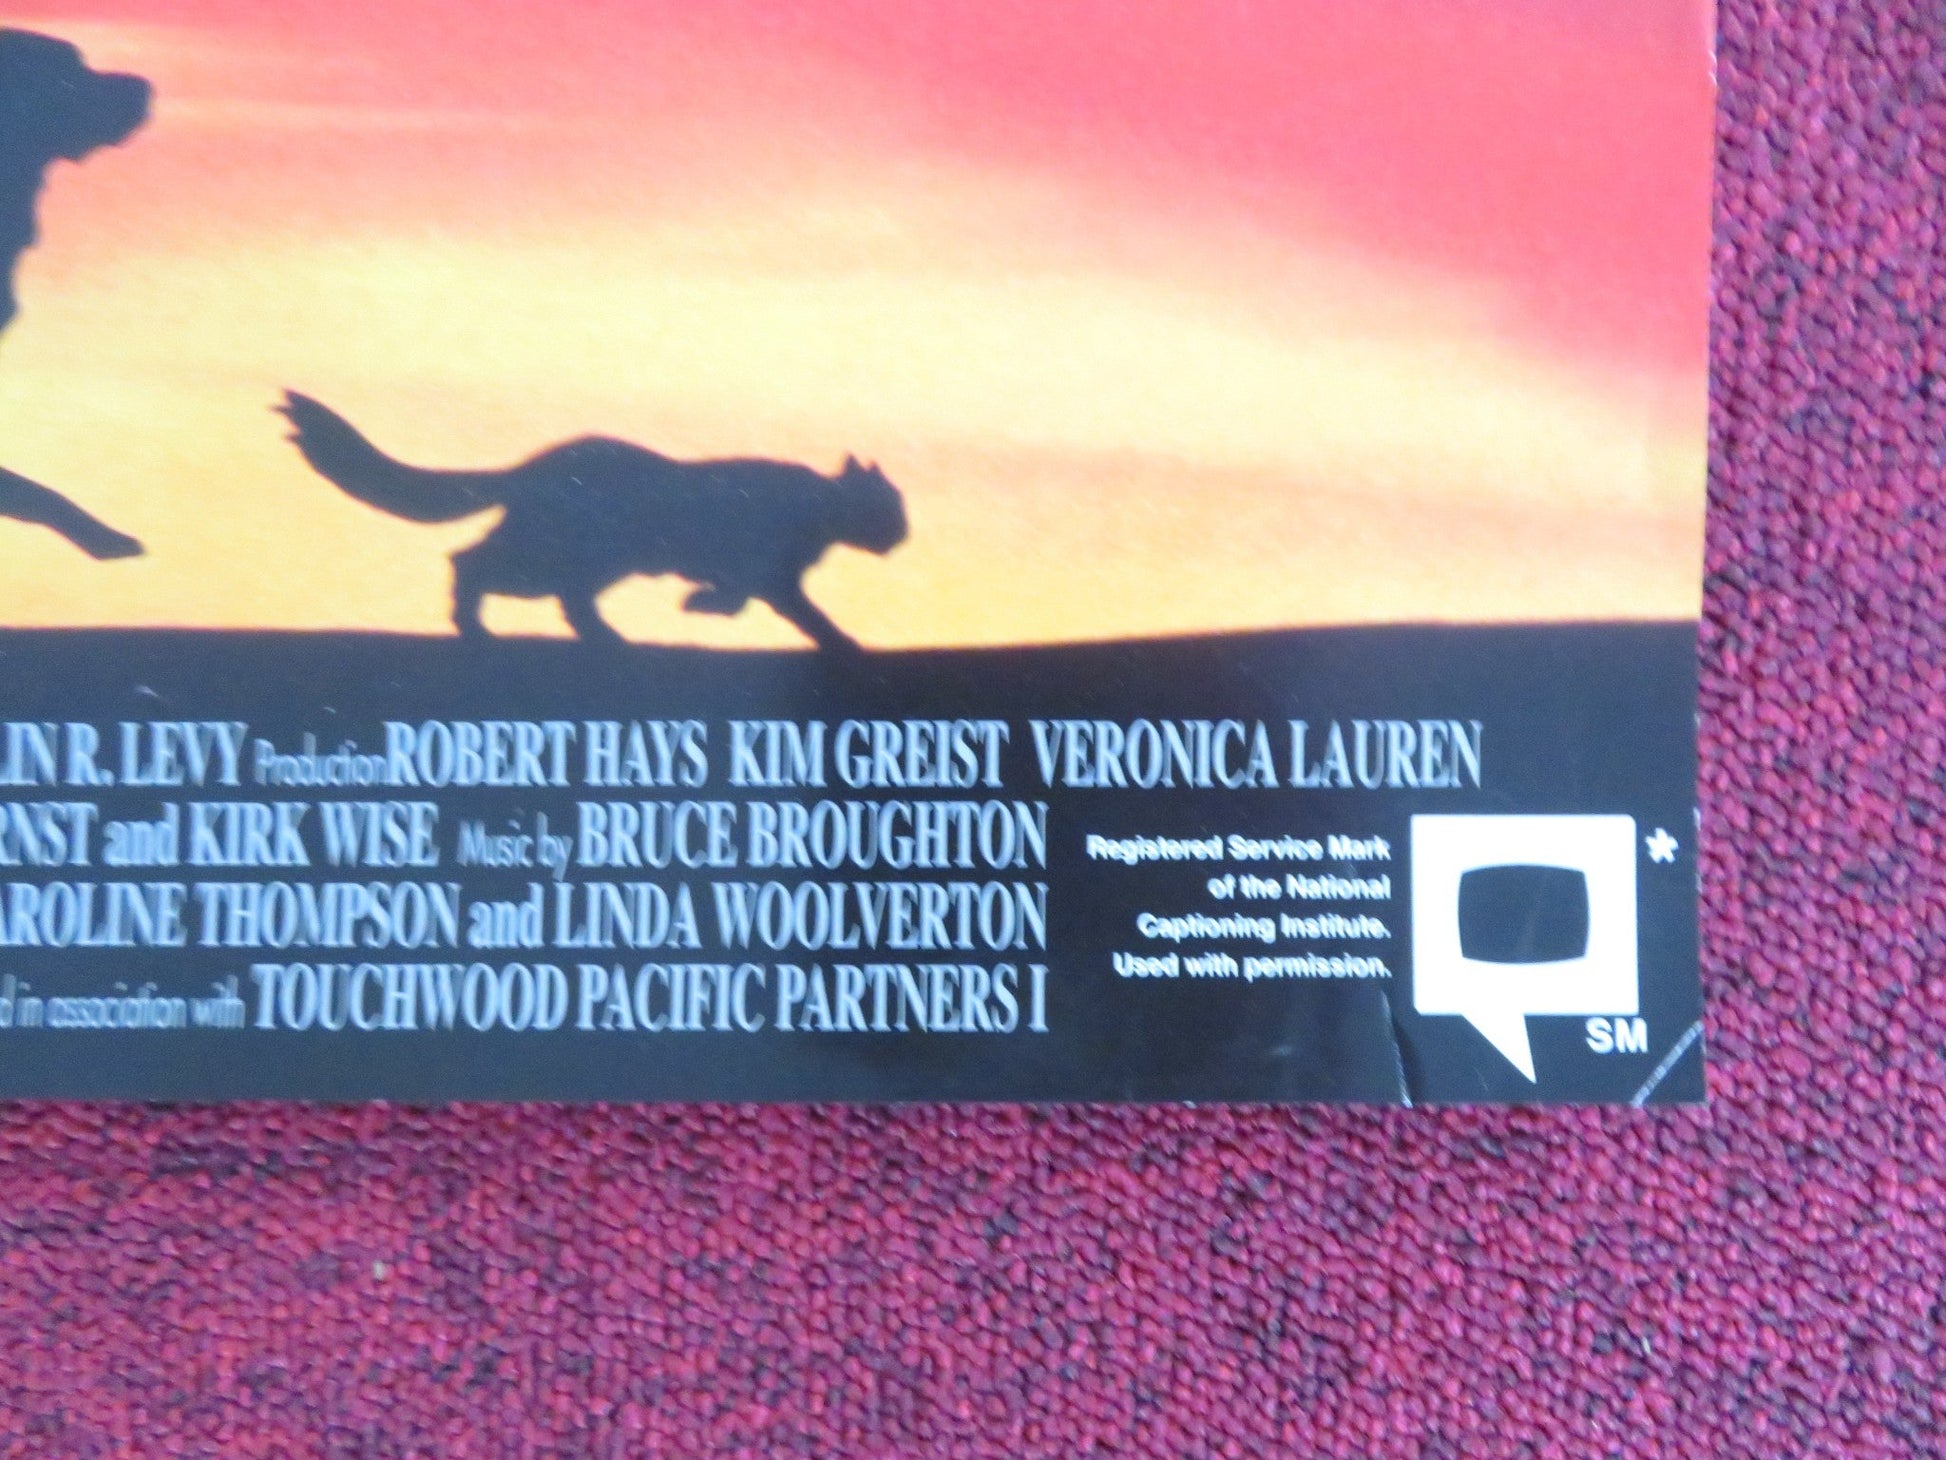 LIN R. LEVY Production ROBERT HAYS KIM GREIST VERONICA LAUREN
RNST and KIRK WISE Music by BRUCE BROUGHTON
AROLINE THOMPSON and LINDA WOOLVERTON
d in association with TOUCHWOOD PACIFIC PARTNERS I
Registered Service Mark
of the National
Captioning Institute.
Used with permission.
*
SM